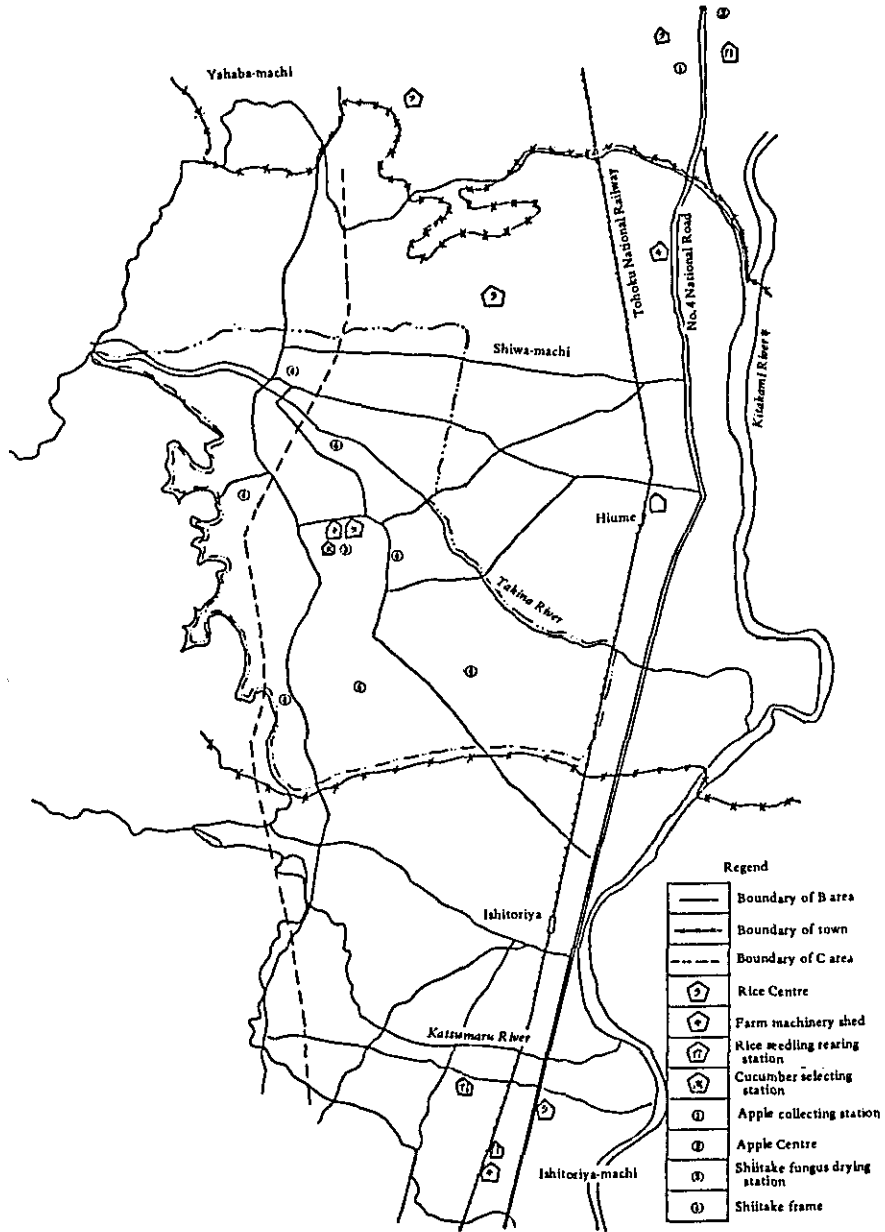 Yahaba-machi
Tohoku National Railway
No.4 National Road
Kitakami River
Shiwa-machi
Hiume
Takina River
Ishitoriya
Katsumaru River
Ishitoriya-machi
Regend
Boundary of B area
Boundary of town
Boundary of C area
Rice Centre
Farm machinery shed
Rice seedling rearing
station
Cucumber selecting
station
Apple collecting station
Apple Centre
Shiitake fungus drying
station
Shiitake frame